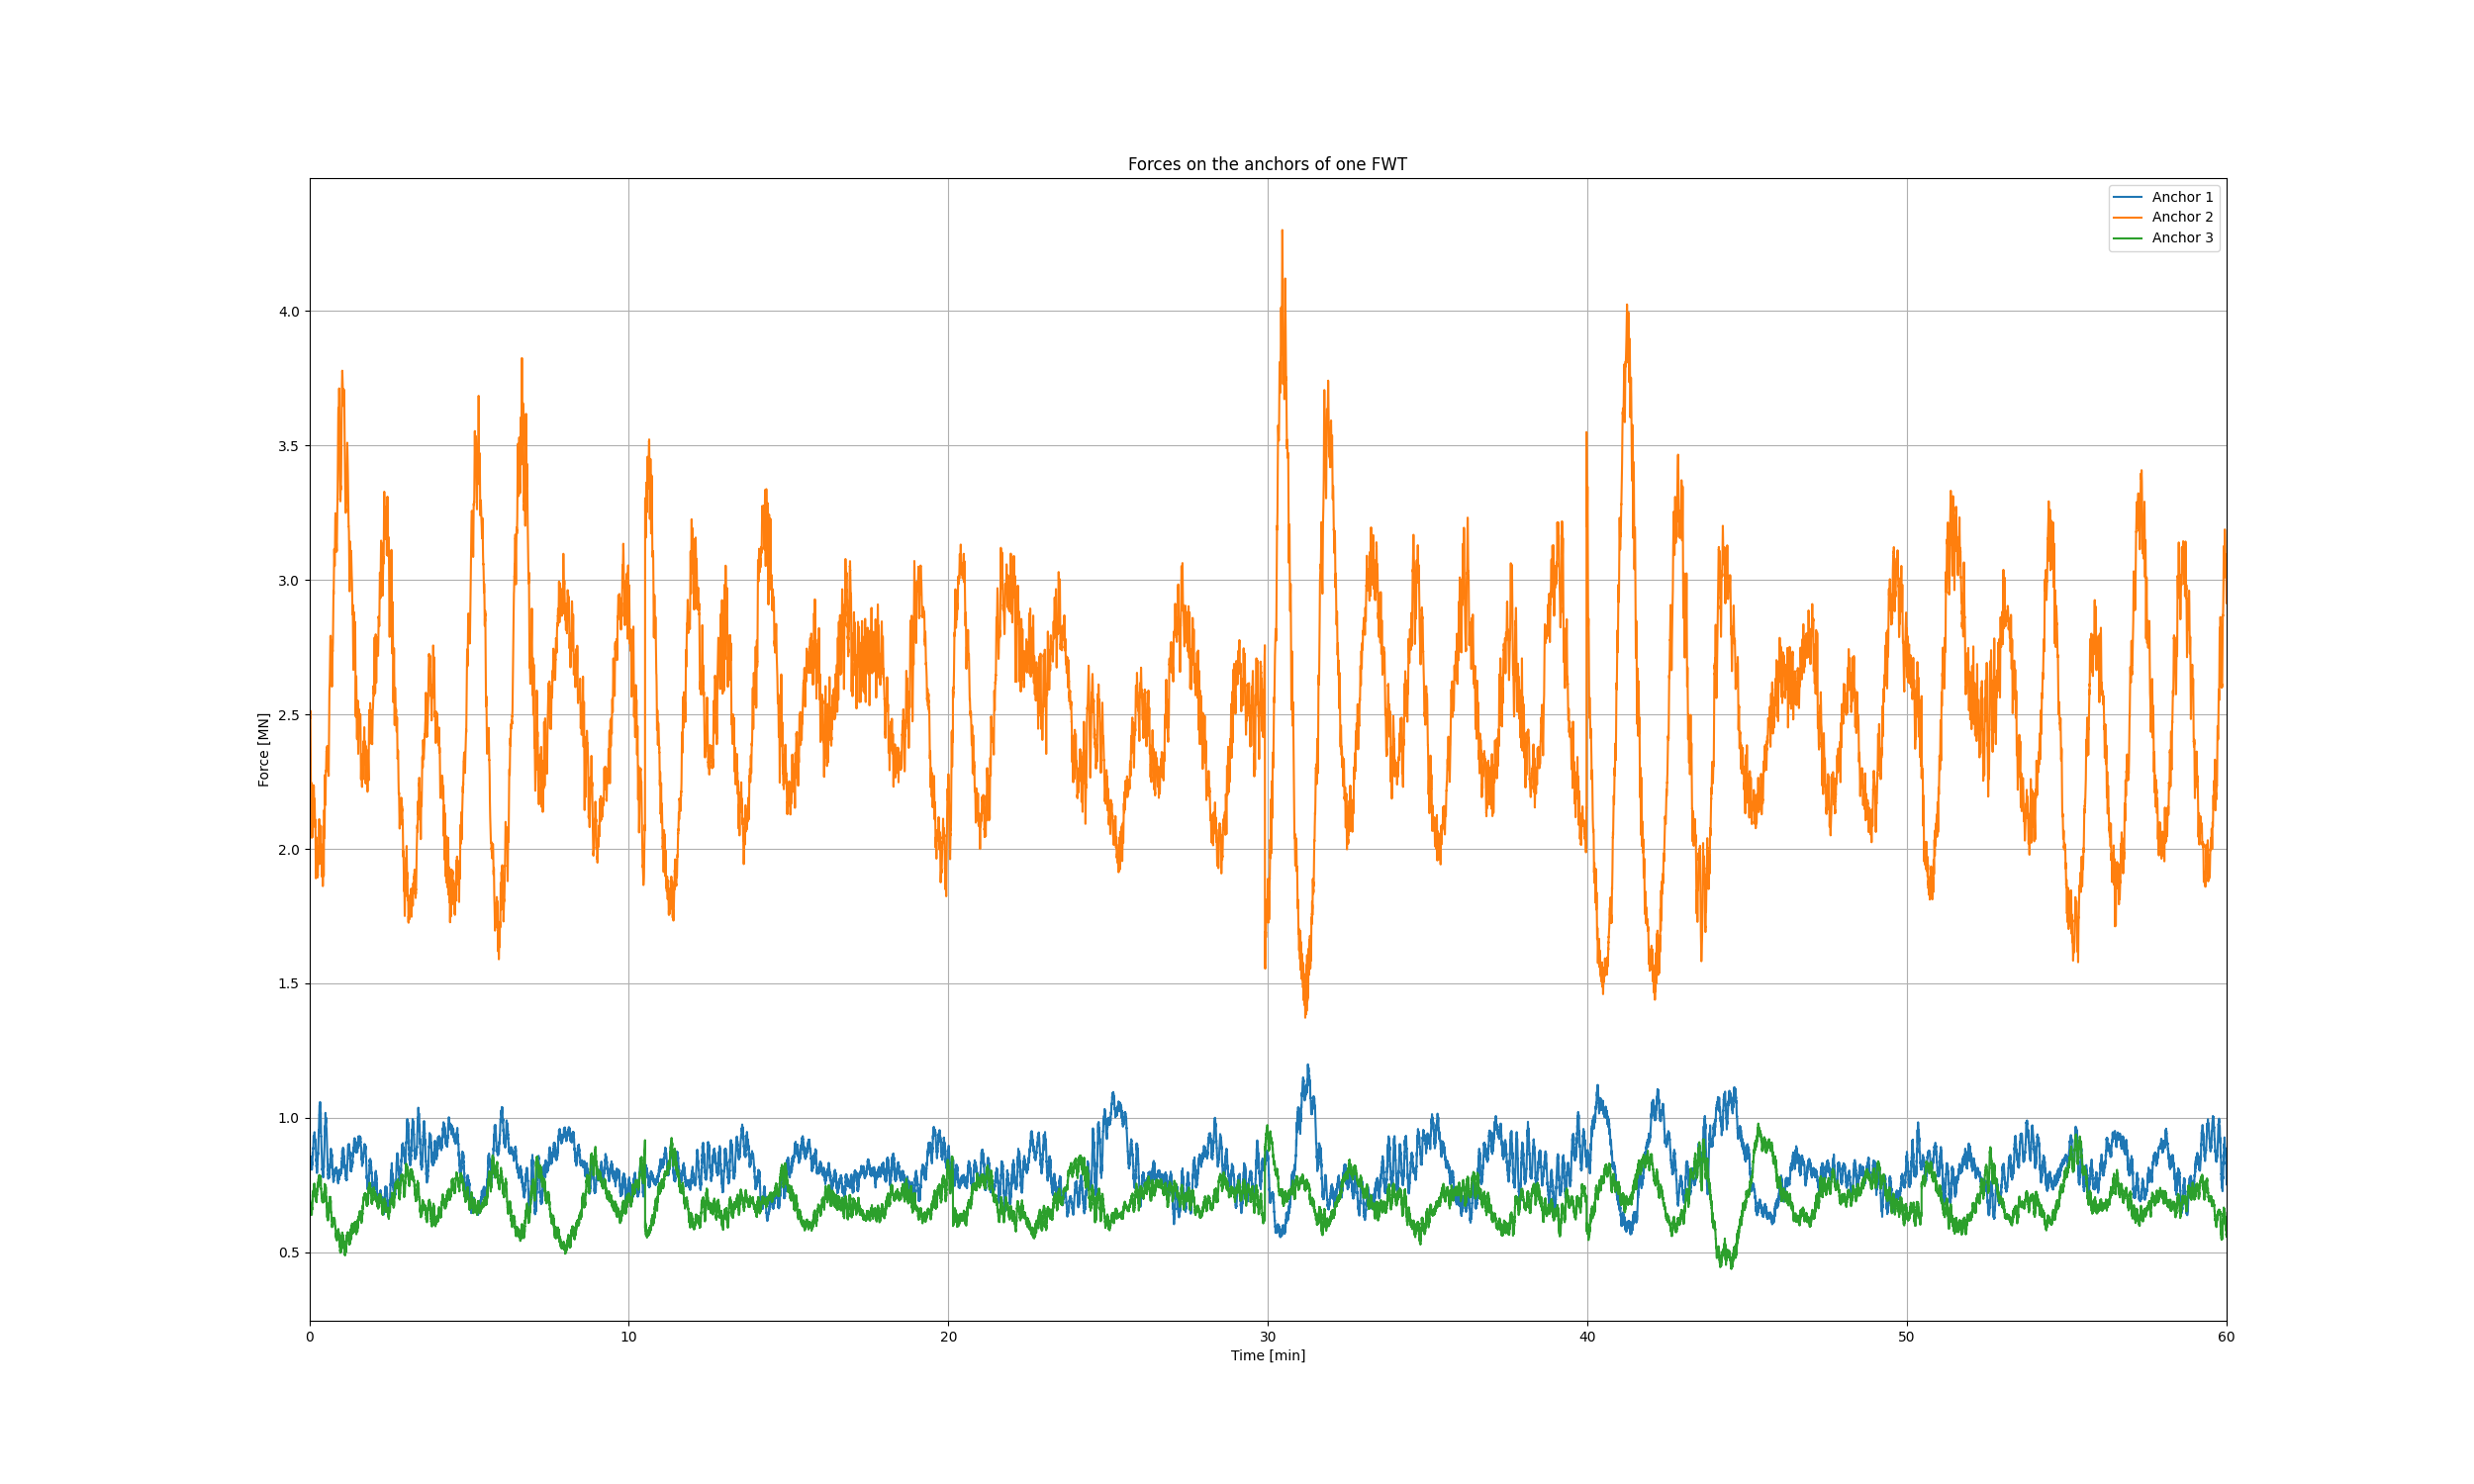 Forces on the anchors of one FWT
Anchor 1
Anchor 2
Anchor 3
Force [MN]
4.0
3.5
3.0
2.5
2.0
1.5
1.0
0.5
0 10 20 30 40 50 60
Time [min]